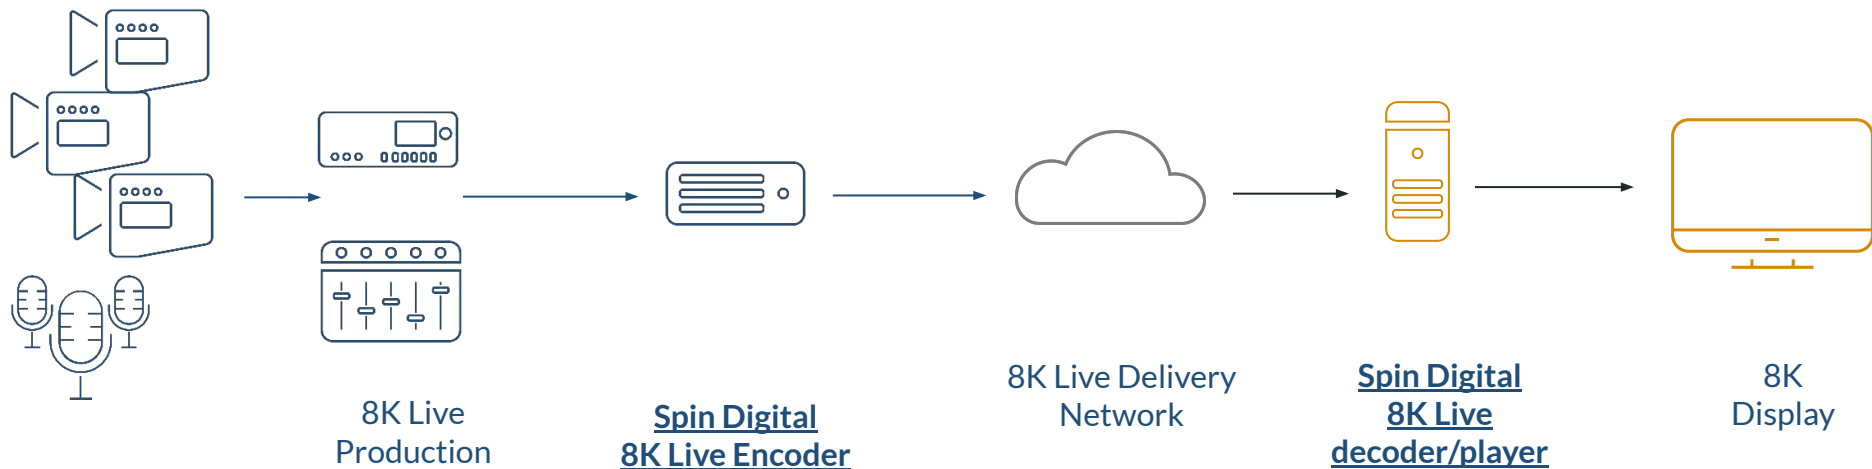 8K Live
Production
Spin Digital
8K Live Encoder
8K Live Delivery
Network
Spin Digital
8K Live
decoder/player
8K
Display